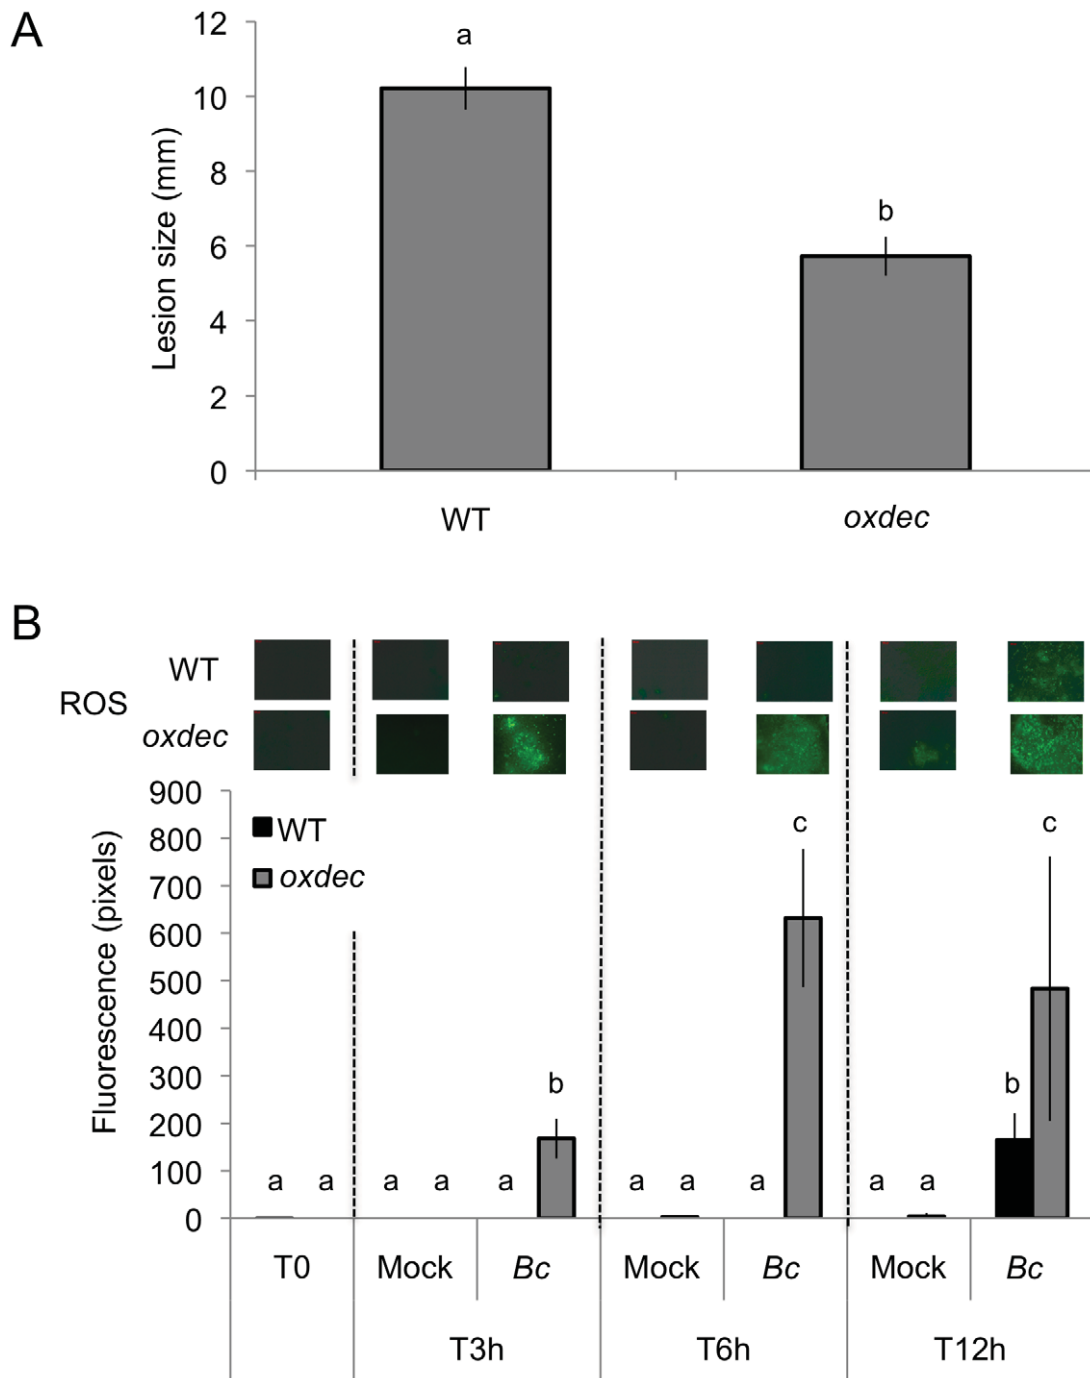 A
Lesion size (mm)
12
10
8
6
4
2
0
a
b
WT
oxdec
B
ROS
WT
oxdec
Fluorescence (pixels)
900
800
700
600
500
400
300
200
100
0
WT
oxdec
a a a a a b a a a c a a b c
T0 Mock Bc Mock Bc Mock Bc
T3h T6h T12h